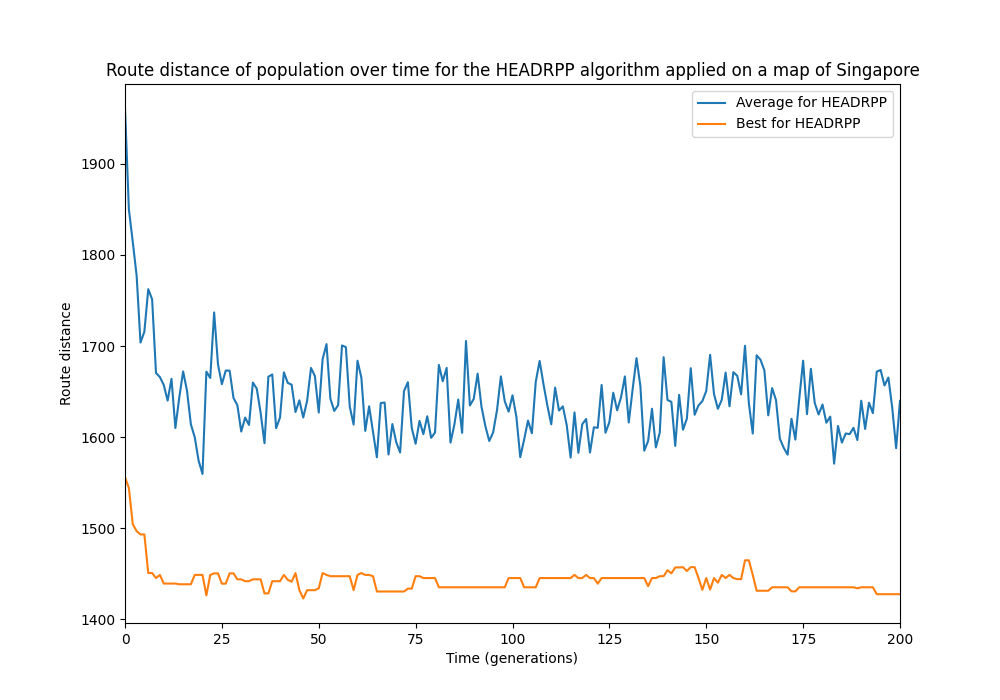 Route distance of population over time for the HEADRPP algorithm applied on a map of Singapore
Average for HEADRPP
Best for HEADRPP
1900
1800
1700
1600
1500
1400
Route distance
0 25 50 75 100 125 150 175 200
Time (generations)